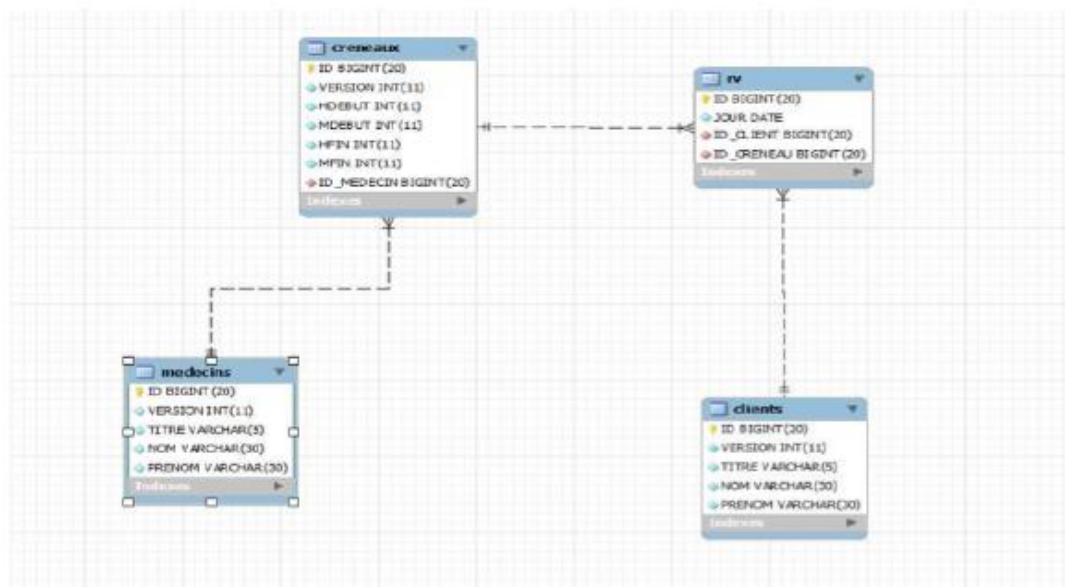 creneaux
ID BIGINT(20)
VERSION INT(11)
HDEBUT INT(11)
MDEBUT INT(11)
HFIN INT(11)
MFIN INT(11)
ID_MEDECIN BIGINT(20)
Indexes
rv
ID BIGINT(20)
JOUR DATE
ID_CLIENT BIGINT(20)
ID_CRENEAU BIGINT(20)
Indexes
medecins
ID BIGINT(20)
VERSION INT(11)
TITRE VARCHAR(5)
NOM VARCHAR(30)
PRENOM VARCHAR(30)
Indexes
clients
ID BIGINT(20)
VERSION INT(11)
TITRE VARCHAR(5)
NOM VARCHAR(30)
PRENOM VARCHAR(30)
Indexes